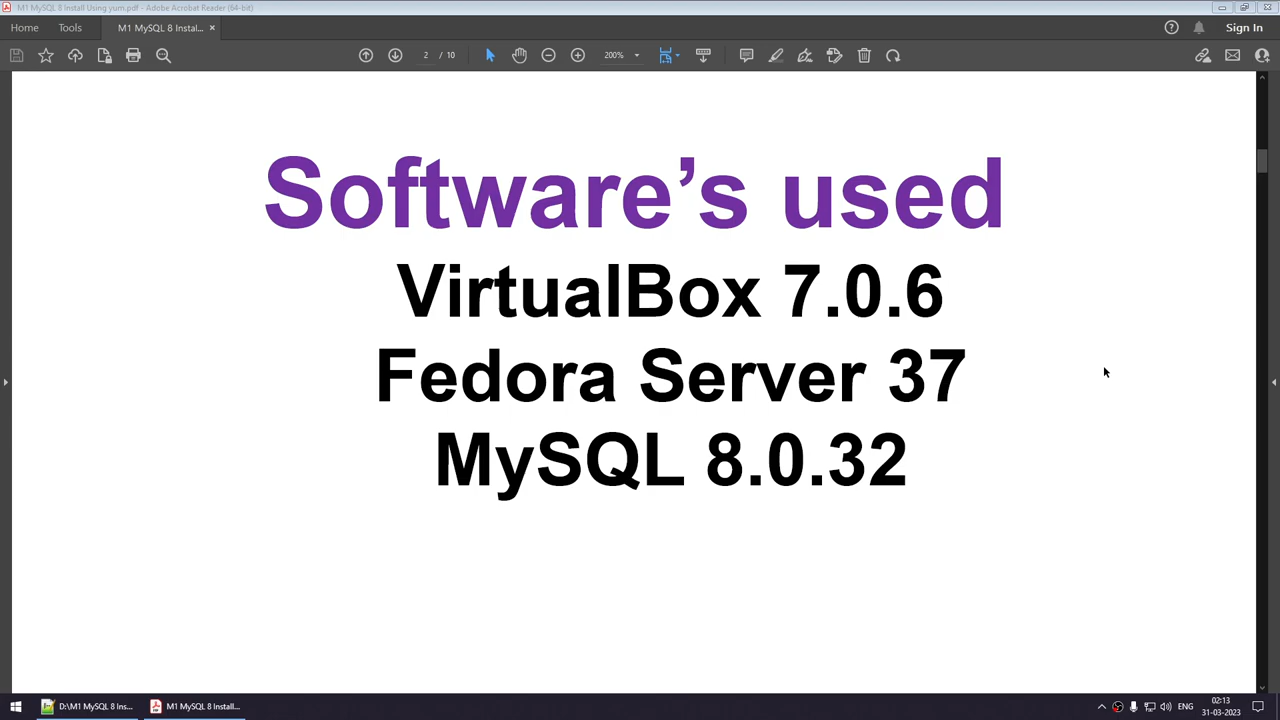 M1 MySQL 8 Install Using yum.pdf - Adobe Acrobat Reader (64-bit)
Home Tools M1 MySQL 8 Instal... × Sign In
2 / 10 200%
Software’s used
VirtualBox 7.0.6
Fedora Server 37
MySQL 8.0.32
D:\M1 MySQL 8 Ins... M1 MySQL 8 Install... ENG 02:13
31-03-2023